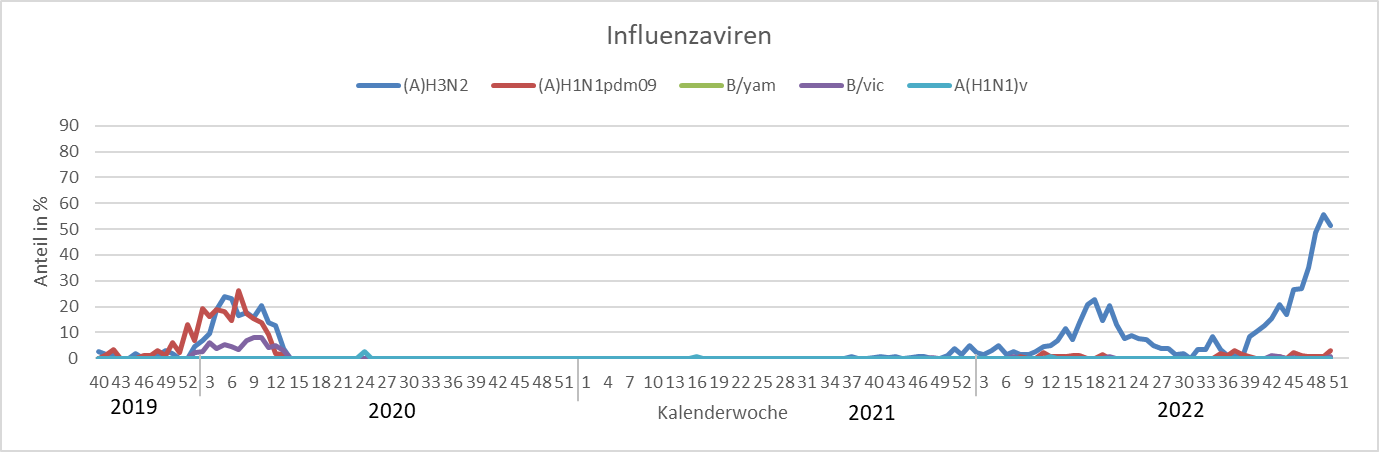 Influenzaviren
(A)H3N2 (A)H1N1pdm09 B/yam B/vic A(H1N1)v
90
80
70
60
50
40
30
20
10
0
Anteil in %
40 43 46 49 52 3 6 9 12 15 18 21 24 27 30 33 36 39 42 45 48 51 1 4 7 10 13 16 19 22 25 28 31 34 37 40 43 46 49 52 3 6 9 12 15 18 21 24 27 30 33 36 39 42 45 48 51
2019 2020 Kalenderwoche 2021 2022